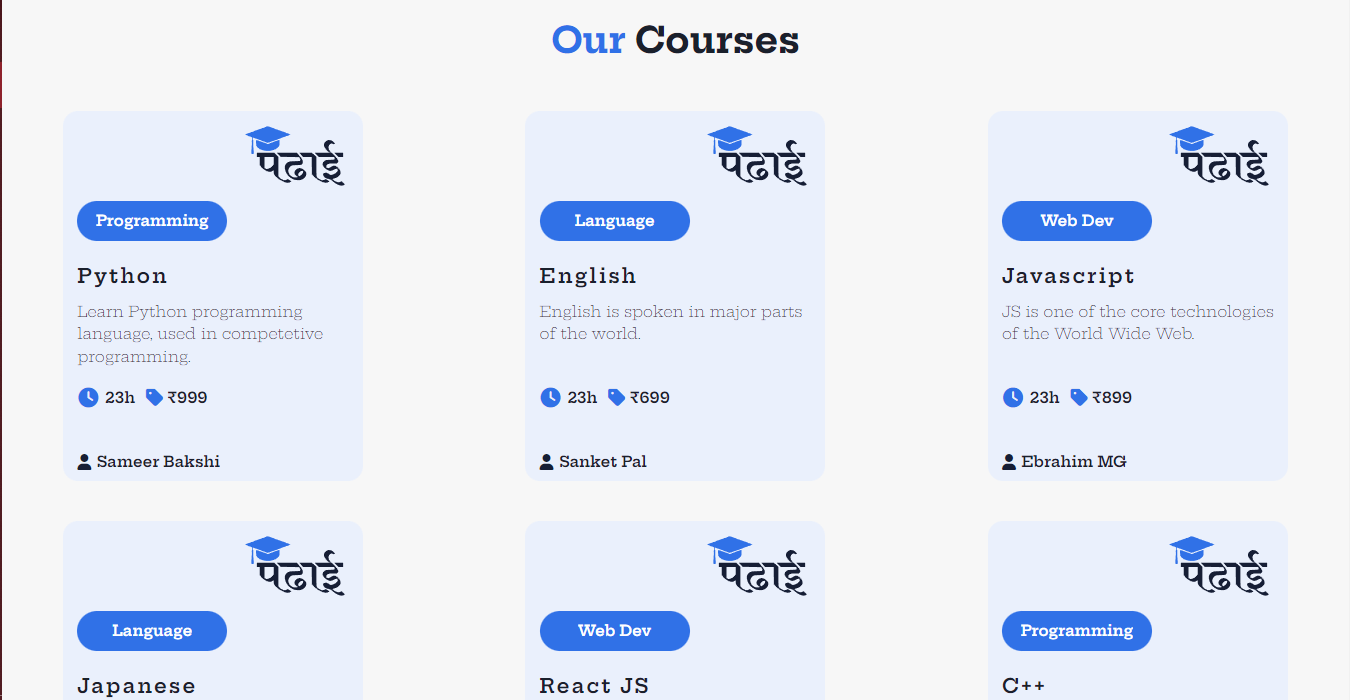 Our Courses
पढाई
Programming
Python
Learn Python programming
language, used in competetive
programming.
23h ₹999
Sameer Bakshi
पढाई
Language
English
English is spoken in major parts
of the world.
23h ₹699
Sanket Pal
पढाई
Web Dev
Javascript
JS is one of the core technologies
of the World Wide Web.
23h ₹899
Ebrahim MG
पढाई
Language
Japanese
पढाई
Web Dev
React JS
पढाई
Programming
C++